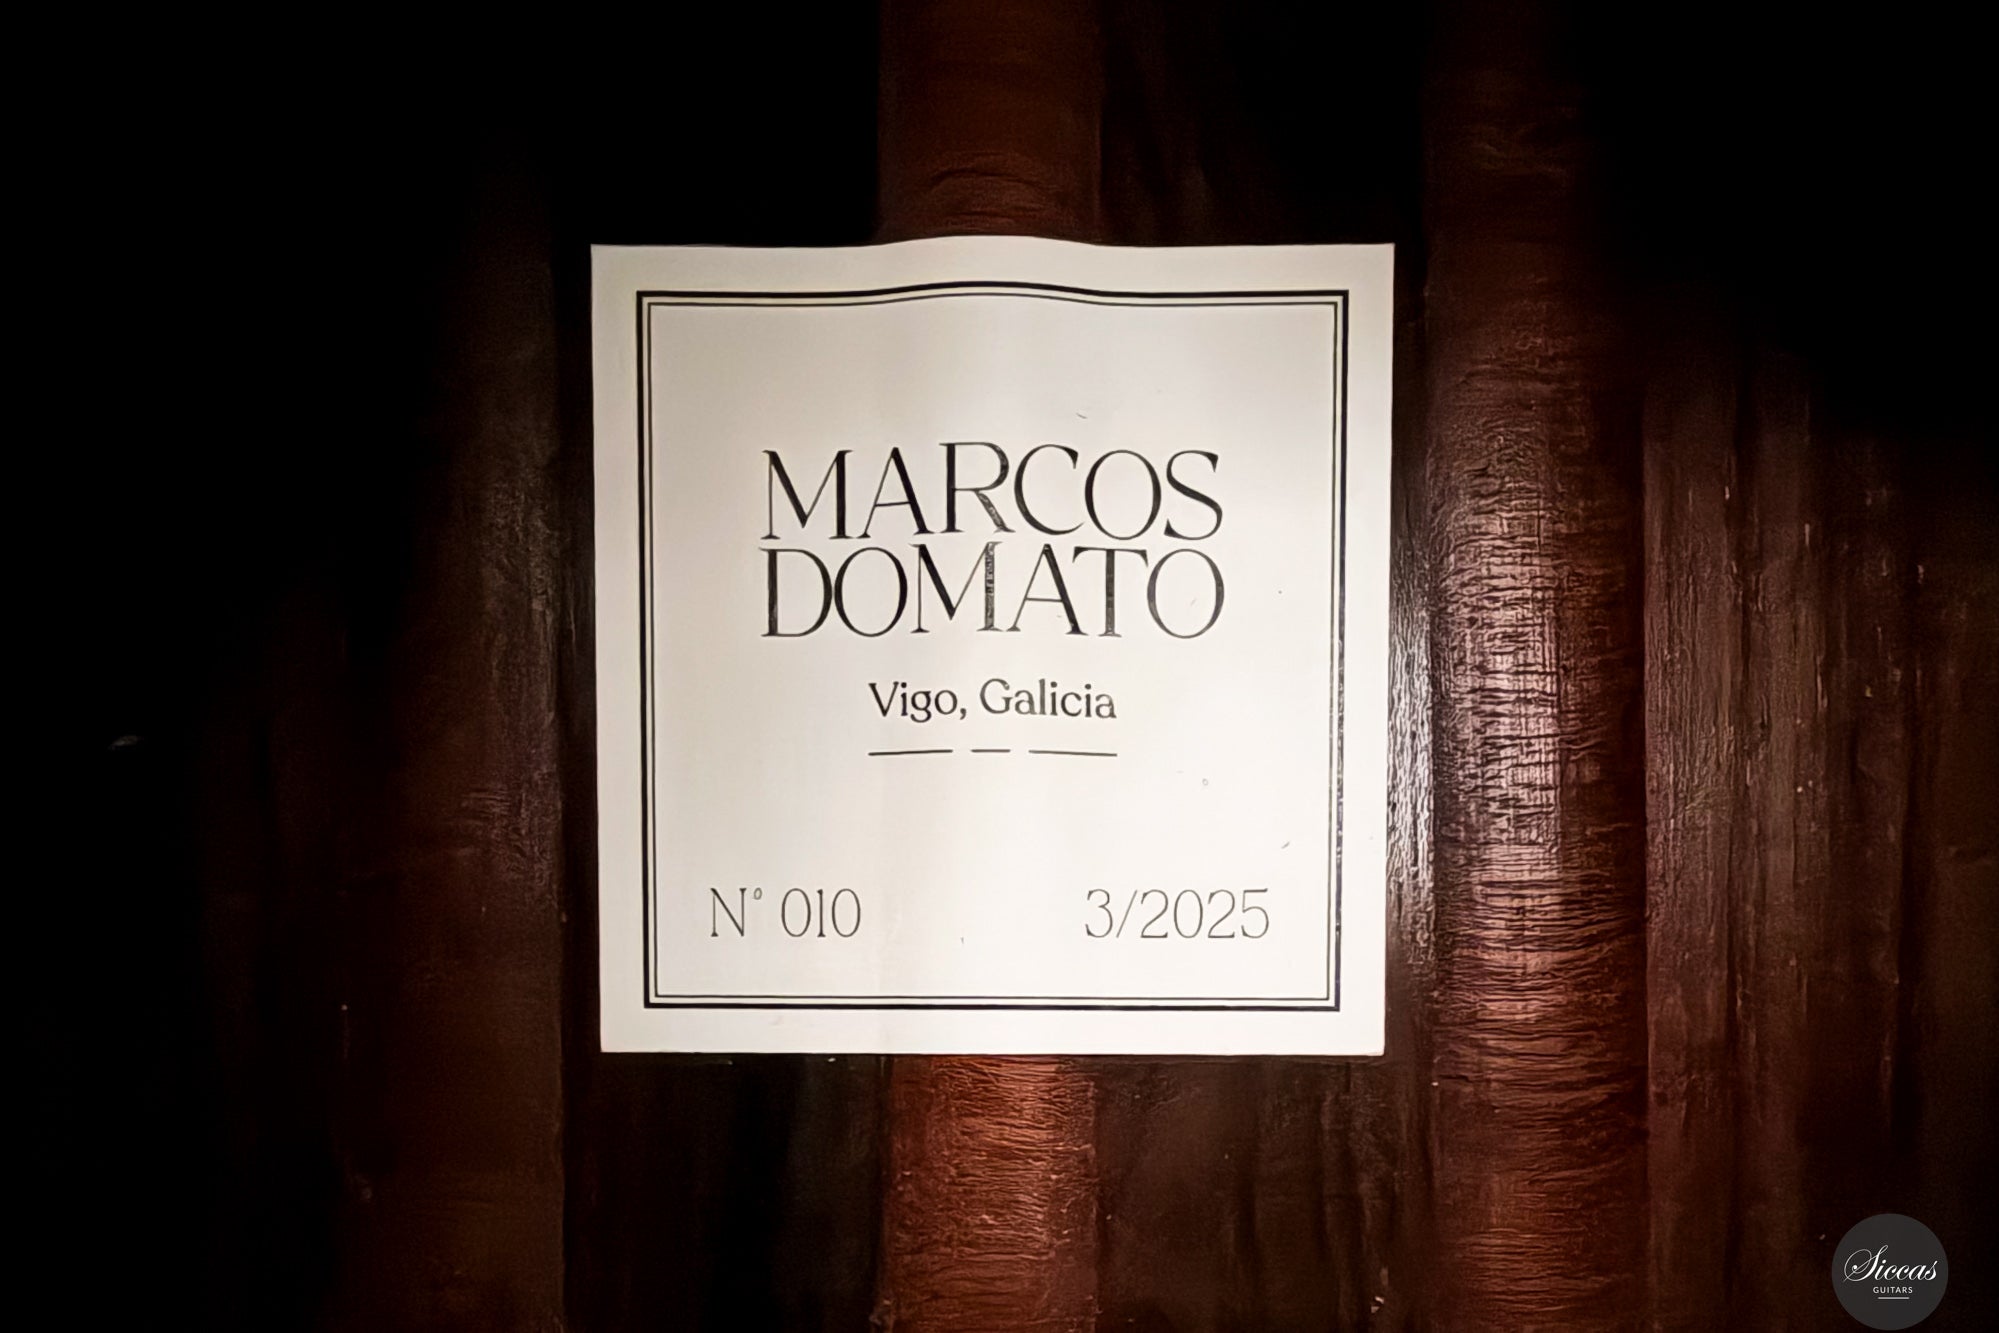 MARCOS
DOMATO
Vigo, Galicia
N° 010
3/2025
Siccas
GUITARS